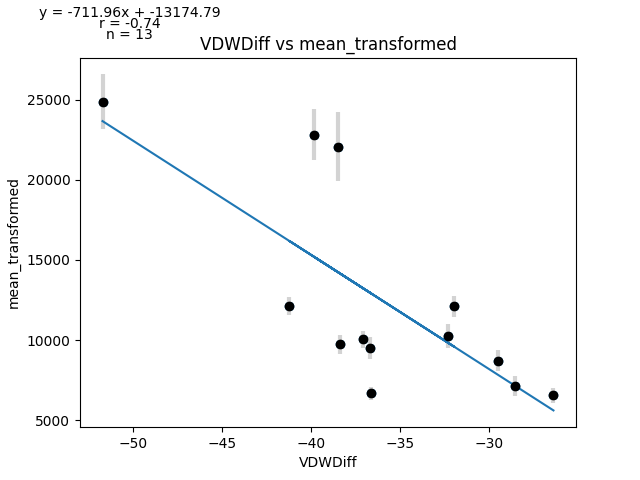 y = -711.96x + -13174.79
r = -0.74
n = 13
VDWDiff vs mean_transformed
mean_transformed
25000
20000
15000
10000
5000
−50
−45
−40
−35
−30
VDWDiff